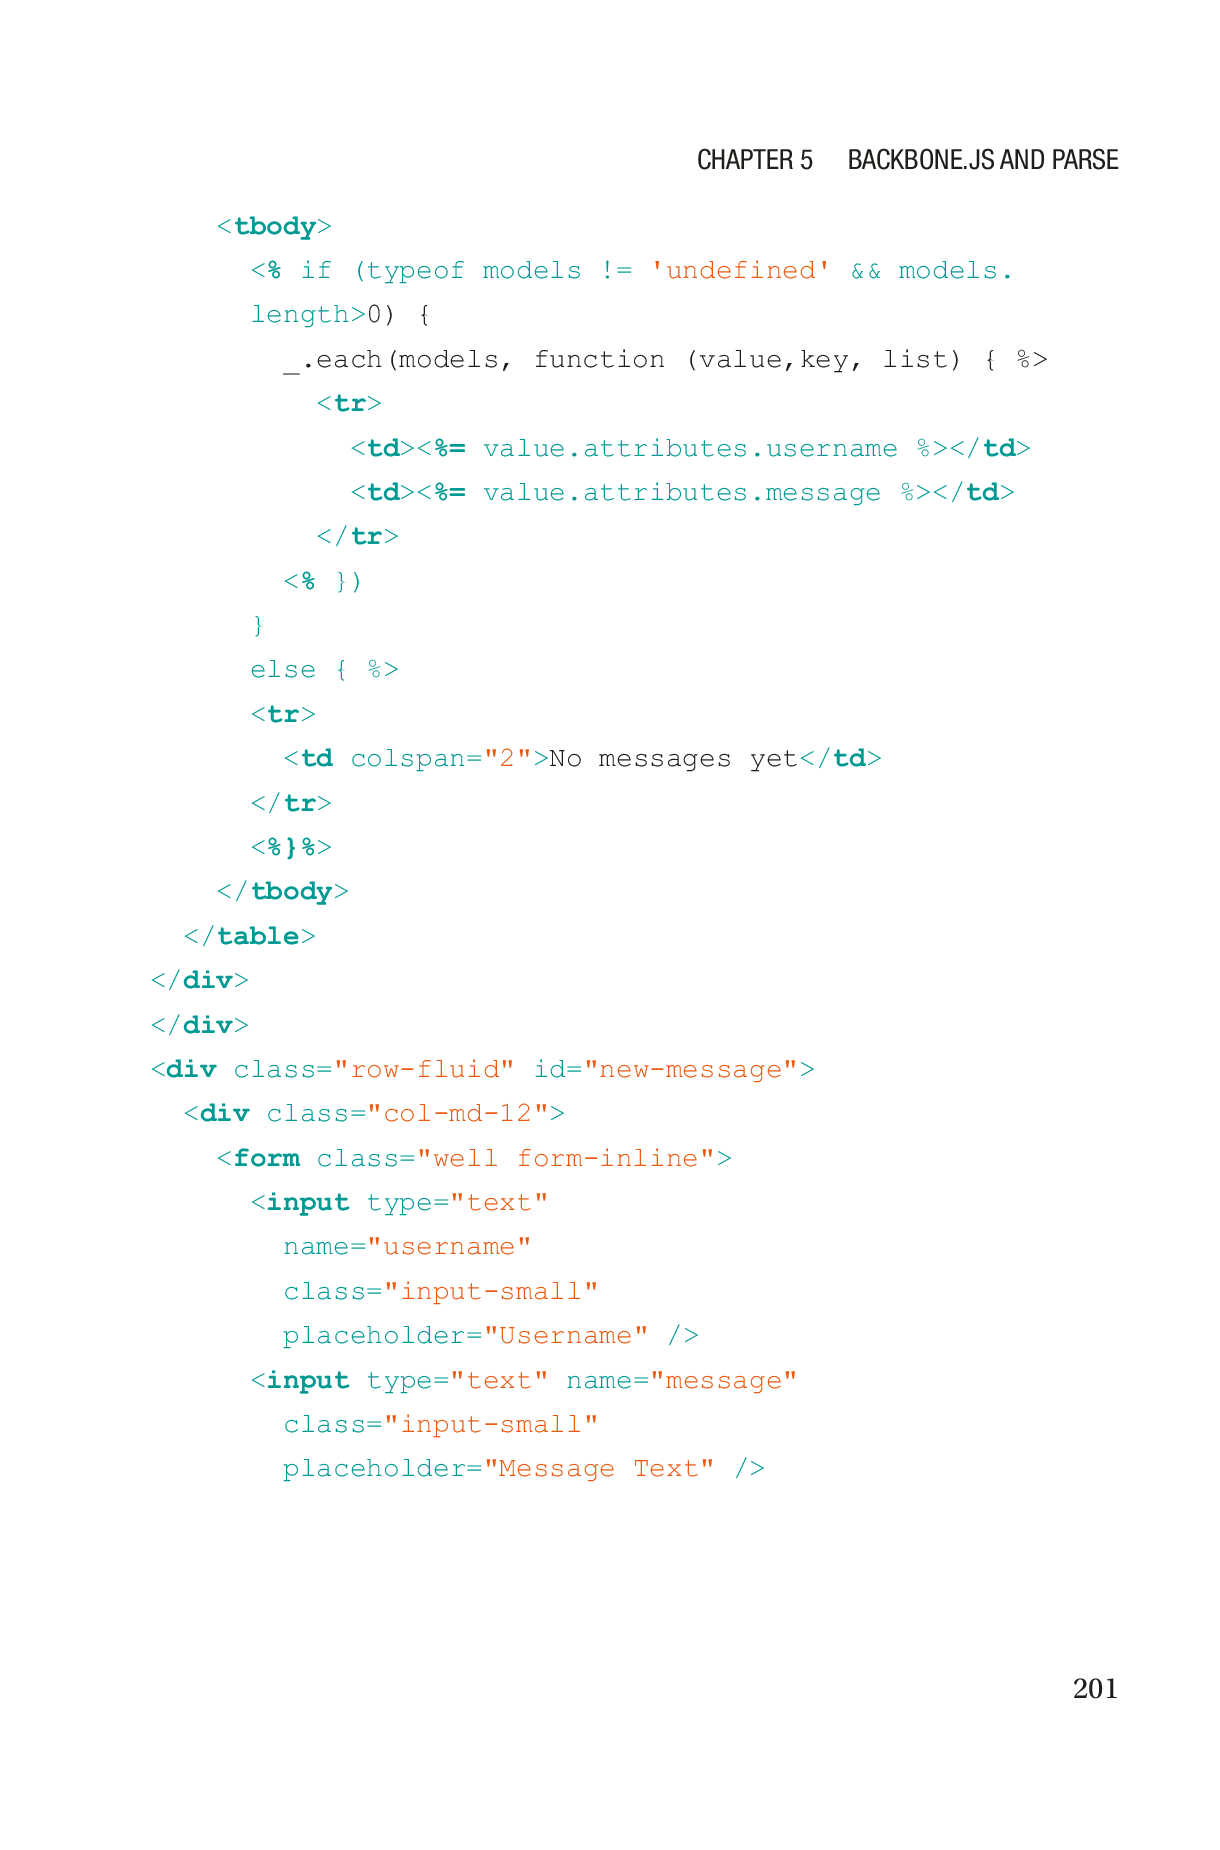 CHAPTER 5 BACKBONE.JS AND PARSE
<tbody>
<% if (typeof models != 'undefined' && models.
length>0) {
_.each(models, function (value,key, list) { %>
<tr>
<td><%= value.attributes.username %></td>
<td><%= value.attributes.message %></td>
</tr>
<% })
}
else { %>
<tr>
<td colspan="2">No messages yet</td>
</tr>
<%}%>
</tbody>
</table>
</div>
</div>
<div class="row-fluid" id="new-message">
<div class="col-md-12">
<form class="well form-inline">
<input type="text"
name="username"
class="input-small"
placeholder="Username" />
<input type="text" name="message"
class="input-small"
placeholder="Message Text" />
201